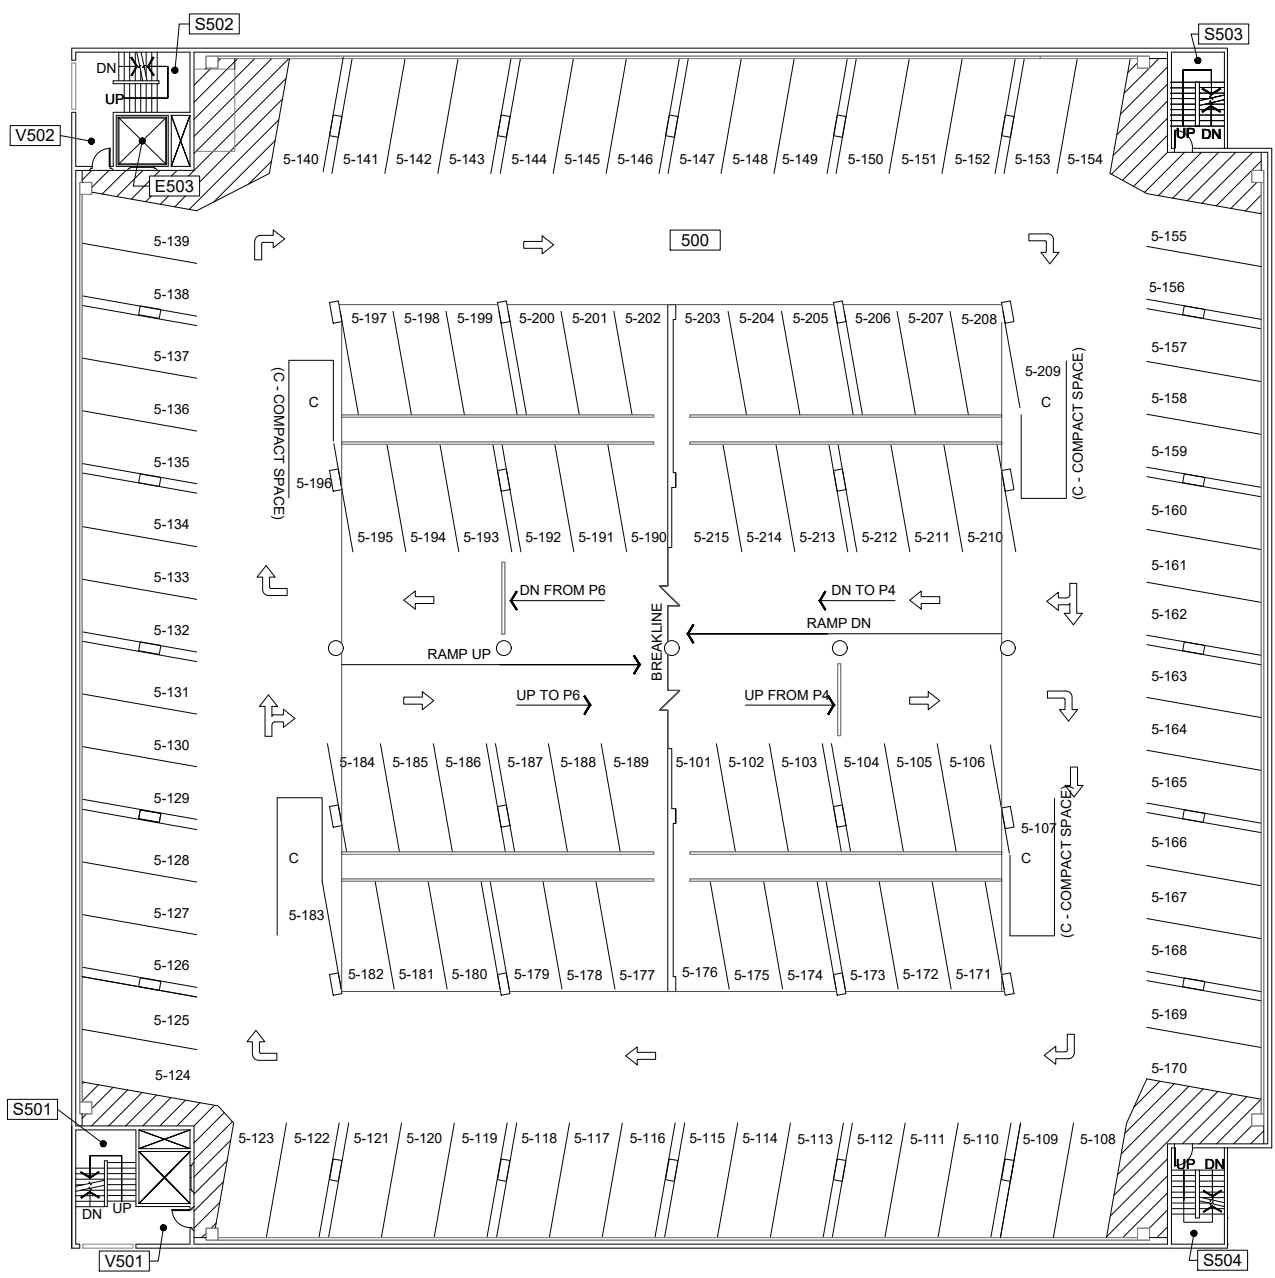 S502
S503
DN
UP
V502
E503
UP DN
5-140 5-141 5-142 5-143 5-144 5-145 5-146 5-147 5-148 5-149 5-150 5-151 5-152 5-153 5-154
500
5-139
5-155
5-138
5-156
5-137
5-157
5-136
5-158
5-135
5-159
5-134
5-160
5-133
5-161
5-132
5-162
5-131
5-163
5-130
5-164
5-129
5-165
5-128
5-166
5-127
5-167
5-126
5-168
5-125
5-169
5-124
5-170
5-197 5-198 5-199 5-200 5-201 5-202 5-203 5-204 5-205 5-206 5-207 5-208
5-209
C
C
(C - COMPACT SPACE)
(C - COMPACT SPACE)
5-196
5-195 5-194 5-193 5-192 5-191 5-190 5-215 5-214 5-213 5-212 5-211 5-210
DN FROM P6
DN TO P4
RAMP DN
BREAKLINE
RAMP UP
UP TO P6
UP FROM P4
5-184 5-185 5-186 5-187 5-188 5-189 5-101 5-102 5-103 5-104 5-105 5-106
5-107
C
C
(C - COMPACT SPACE)
5-183
5-182 5-181 5-180 5-179 5-178 5-177 5-176 5-175 5-174 5-173 5-172 5-171
S501
5-123 5-122 5-121 5-120 5-119 5-118 5-117 5-116 5-115 5-114 5-113 5-112 5-111 5-110 5-109 5-108
UP DN
DN
UP
V501
S504